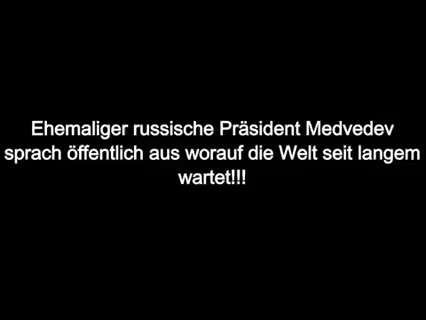 Ehemaliger russische Präsident Medvedev
sprach öffentlich aus worauf die Welt seit langem
wartet!!!